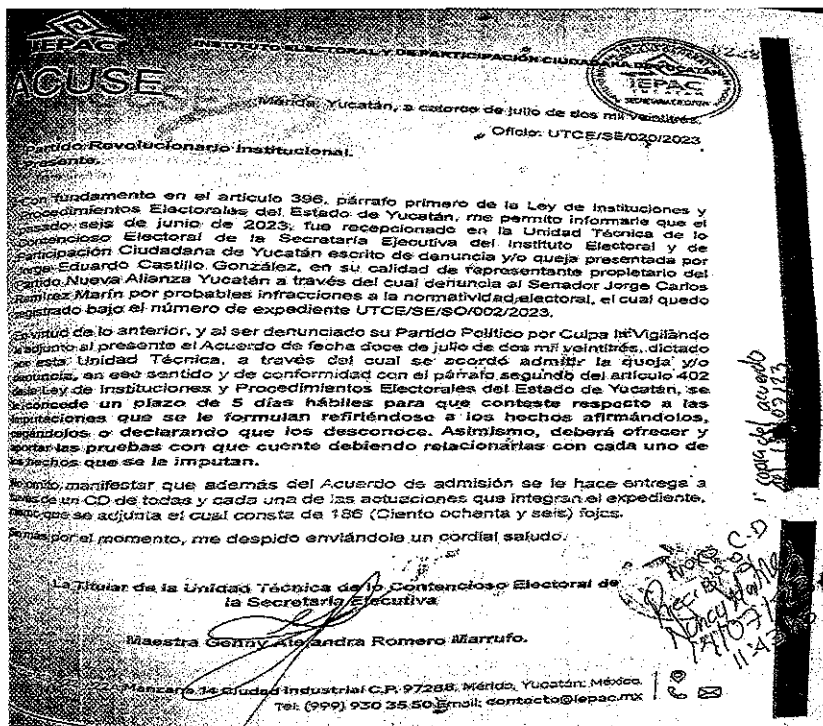 IEPAC
INSTITUTO ELECTORAL Y DE PARTICIPACIÓN CIUDADANA DE YUCATÁN
ACUSE
IEPAC
SECRETARIA EJECUTIVA
Mérida, Yucatán, a catorce de julio de dos mil veintitrés.
Oficio: UTCE/SE/020/2023
Partido Revolucionario Institucional.
Presente.
Con fundamento en el artículo 396, párrafo primero de la Ley de Instituciones y
Procedimientos Electorales del Estado de Yucatán, me permito informarle que el
pasado seis de junio de 2023, fue recepcionado en la Unidad Técnica de lo
Contencioso Electoral de la Secretaría Ejecutiva del Instituto Electoral y de
Participación Ciudadana de Yucatán escrito de denuncia y/o queja presentada por
Jorge Eduardo Castillo González, en su calidad de representante propietario del
Partido Nueva Alianza Yucatán a través del cual denuncia al Senador Jorge Carlos
Ramírez Marín por probables infracciones a la normatividad electoral, el cual quedo
registrado bajo el número de expediente UTCE/SE/SO/002/2023.
En virtud de lo anterior, y al ser denunciado su Partido Político por Culpa In Vigilando
adjunto al presente el Acuerdo de fecha doce de julio de dos mil veintitrés, dictado
por esta Unidad Técnica, a través del cual se acordó admitir la queja y/o
denuncia, en ese sentido y de conformidad con el párrafo segundo del artículo 402
de la Ley de Instituciones y Procedimientos Electorales del Estado de Yucatán, se
le concede un plazo de 5 días hábiles para que conteste respecto a las
imputaciones que se le formulan refiriéndose a los hechos afirmándolos,
negándolos o declarando que los desconoce. Asimismo, deberá ofrecer y
aportar las pruebas con que cuente debiendo relacionarlas con cada uno de
los hechos que se le imputan.
manifestar que además del Acuerdo de admisión se le hace entrega a
través de un CD de todas y cada una de las actuaciones que integran el expediente,
que se adjunta el cual consta de 186 (Ciento ochenta y seis) fojas.
por el momento, me despido enviándole un cordial saludo.
La Titular de la Unidad Técnica de lo Contencioso Electoral de
la Secretaría Ejecutiva
Maestra Genny Alejandra Romero Marrufo.
Manzana 14 Ciudad Industrial C.P. 97288, Mérida, Yucatán, México.
Tel: (999) 930 35 50 Email: contacto@iepac.mx
1 copia del acuerdo
C.D
Recibi
Nancy